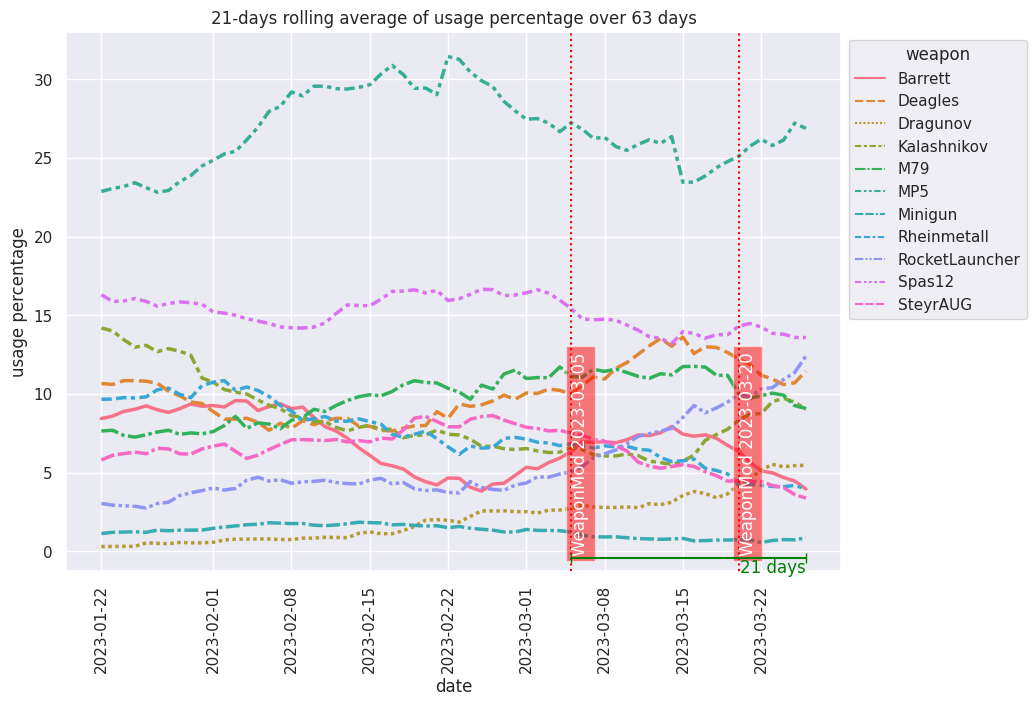 21-days rolling average of usage percentage over 63 days
usage percentage
30
25
20
15
10
5
0
WeaponMod 2023-03-05
WeaponMod 2023-03-20
21 days
2023-01-22
2023-02-01
2023-02-08
2023-02-15
2023-02-22
2023-03-01
2023-03-08
2023-03-15
2023-03-22
date
weapon
Barrett
Deagles
Dragunov
Kalashnikov
M79
MP5
Minigun
Rheinmetall
RocketLauncher
Spas12
SteyrAUG